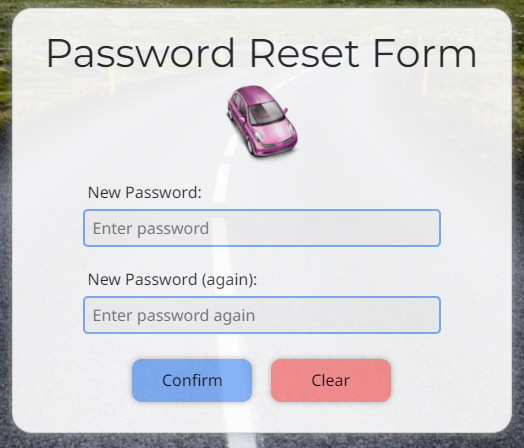 Password Reset Form
New Password:
Enter password
New Password (again):
Enter password again
Confirm
Clear